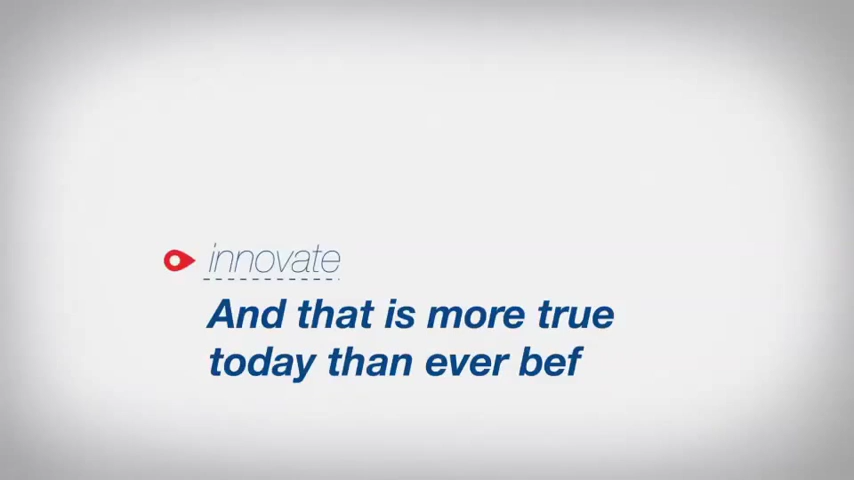 innovate
And that is more true
today than ever bef